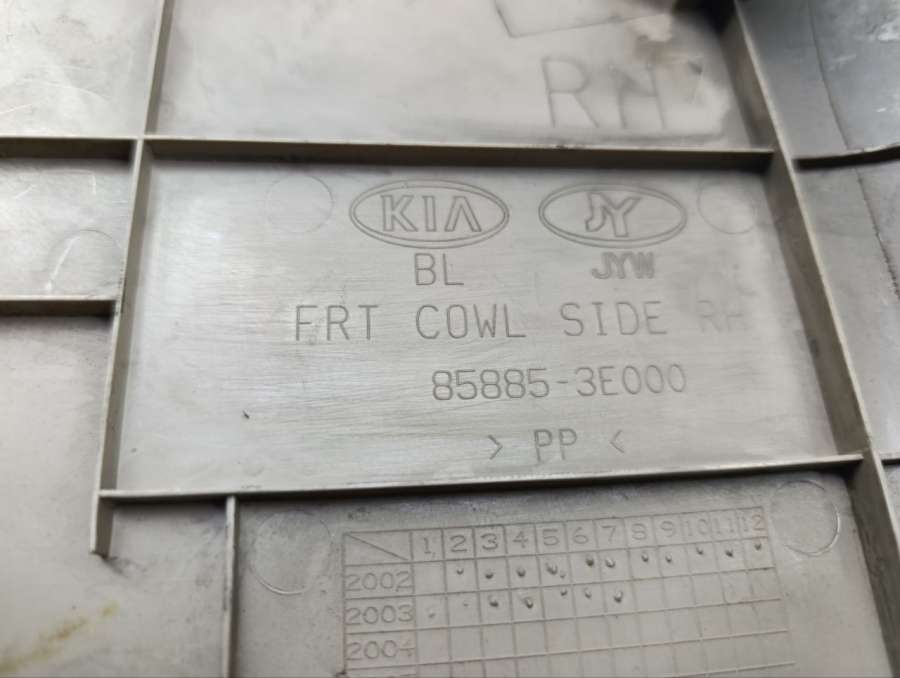 RH
KIA JY
BL JYW
FRT COWL SIDE RH
85885-3E000
> PP <
1 2 3 4 5 6 7 8 9 10 11 12
2002
2003
2004